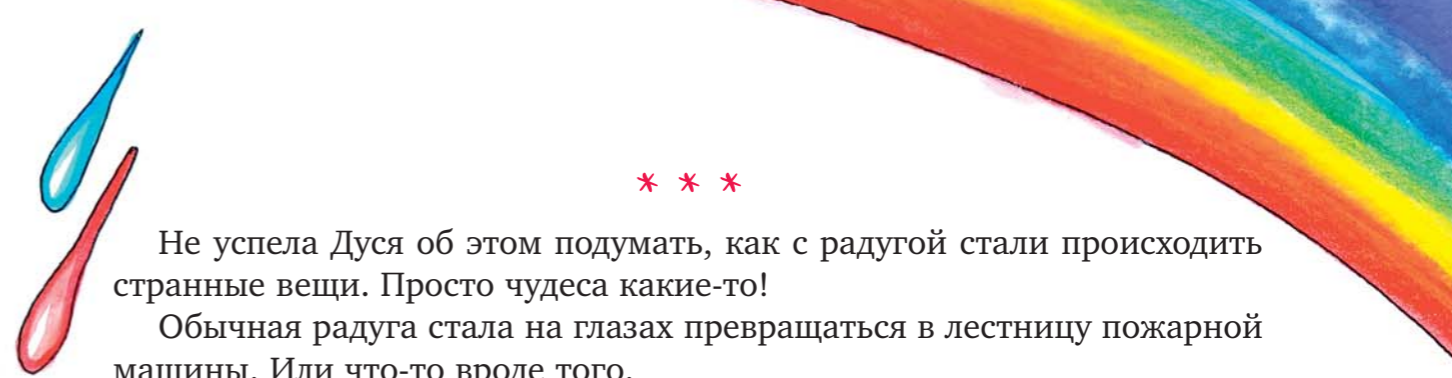 * * *
Не успела Дуся об этом подумать, как с радугой стали происходить
странные вещи. Просто чудеса какие-то!
Обычная радуга стала на глазах превращаться в лестницу пожарной
машины. Или что-то вроде того.